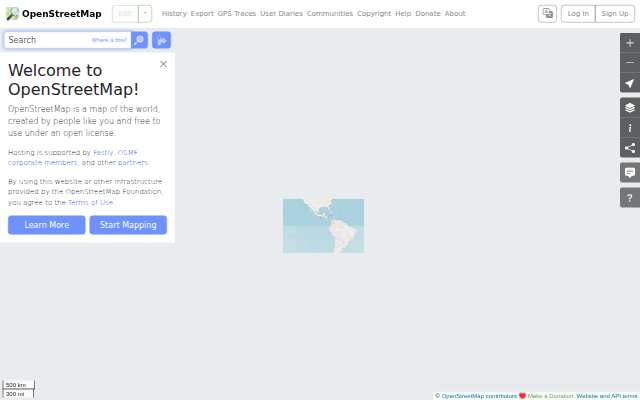 OpenStreetMap
Edit
History Export GPS Traces User Diaries Communities Copyright Help Donate About
Log In
Sign Up
Search
Where is this?
Welcome to
OpenStreetMap!
OpenStreetMap is a map of the world,
created by people like you and free to
use under an open license.
Hosting is supported by Fastly, OSMF
corporate members, and other partners.
By using this website or other infrastructure
provided by the OpenStreetMap Foundation,
you agree to the Terms of Use.
Learn More
Start Mapping
500 km
300 mi
© OpenStreetMap contributors ❤️ Make a Donation. Website and API terms